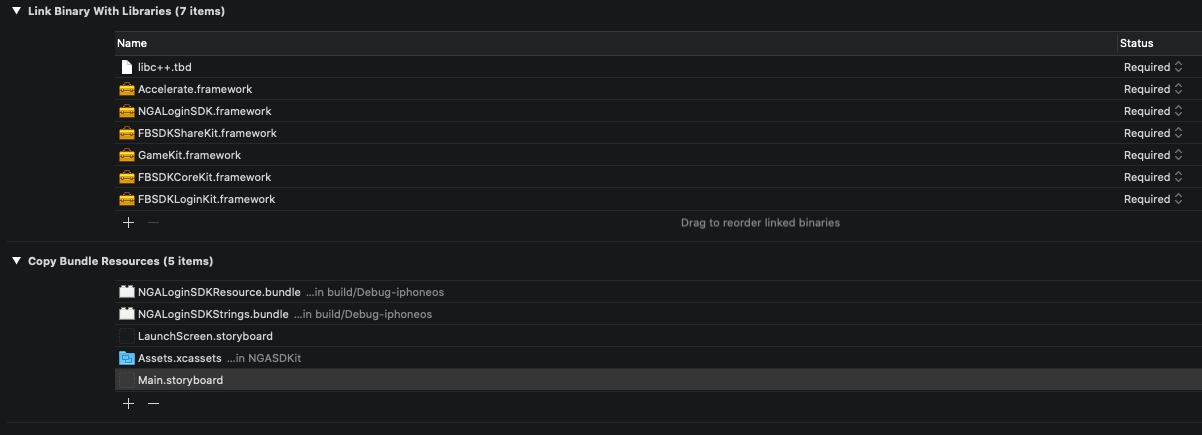 Link Binary With Libraries (7 items)
Name Status
libc++.tbd Required
Accelerate.framework Required
NGALoginSDK.framework Required
FBSDKShareKit.framework Required
GameKit.framework Required
FBSDKCoreKit.framework Required
FBSDKLoginKit.framework Required
Drag to reorder linked binaries
Copy Bundle Resources (5 items)
NGALoginSDKResource.bundle ...in build/Debug-iphoneos
NGALoginSDKStrings.bundle ...in build/Debug-iphoneos
LaunchScreen.storyboard
Assets.xcassets ...in NGASDKit
Main.storyboard